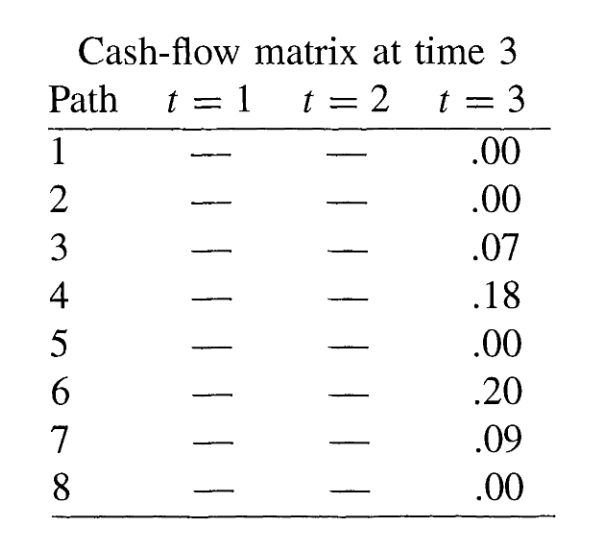 Cash-flow matrix at time 3
Path t = 1 t = 2 t = 3
1 — — .00
2 — — .00
3 — — .07
4 — — .18
5 — — .00
6 — — .20
7 — — .09
8 — — .00